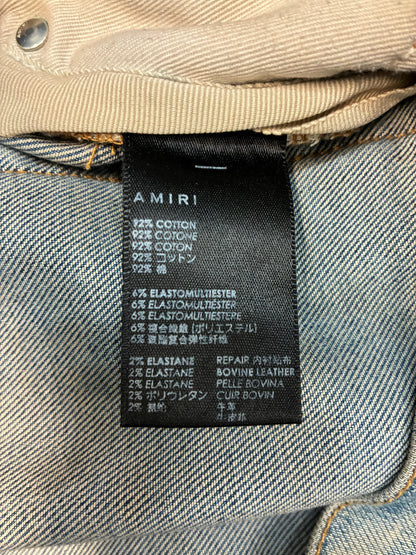 AMIRI
92% COTTON
92% COTONE
92% COTON
92% コットン
92% 棉
6% ELASTOMULTIESTER
6% ELASTOMULTIESTER
6% ELASTOMULTIESTERE
6% 複合繊維 (ポリエステル)
6% 聚酯复合弹性纤维
2% ELASTANE REPAIR 内衬贴布
2% ELASTANE BOVINE LEATHER
2% ELASTANE PELLE BOVINA
2% ポリウレタン CUIR BOVIN
2% 氨纶 牛革
牛皮革